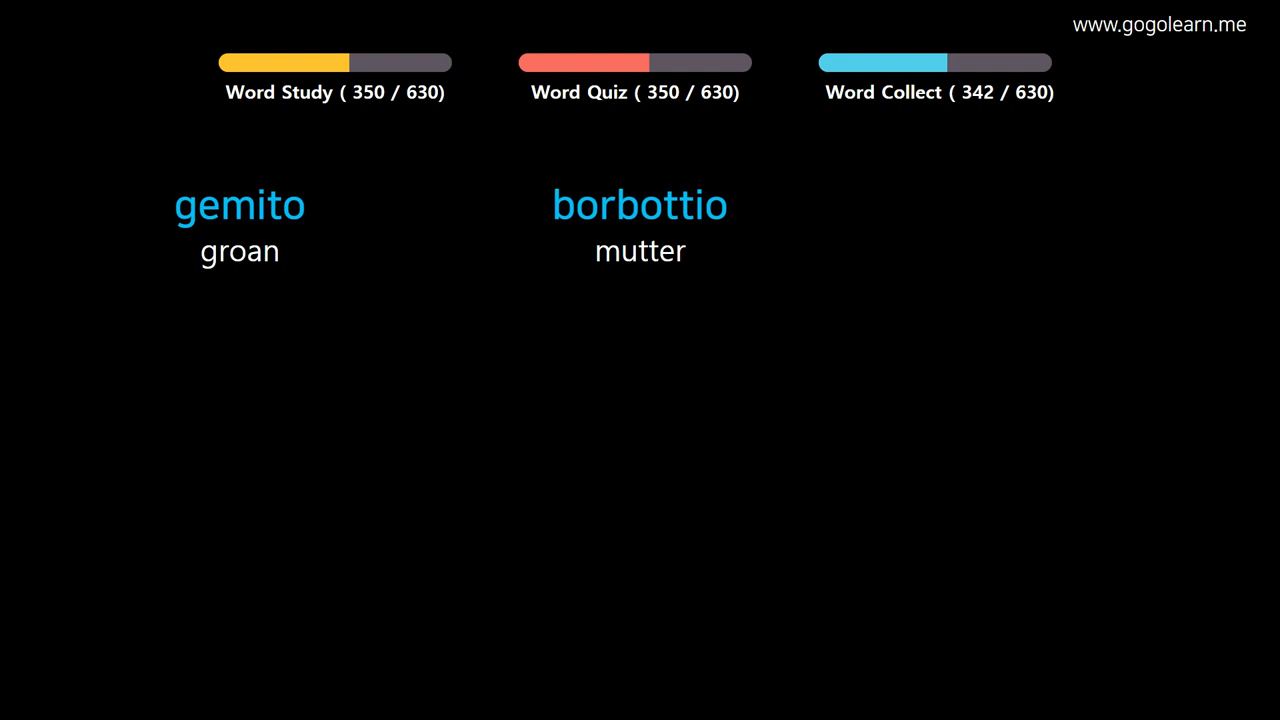 www.gogolearn.me
Word Study ( 350 / 630)
Word Quiz ( 350 / 630)
Word Collect ( 342 / 630)
gemito
groan
borbottio
mutter